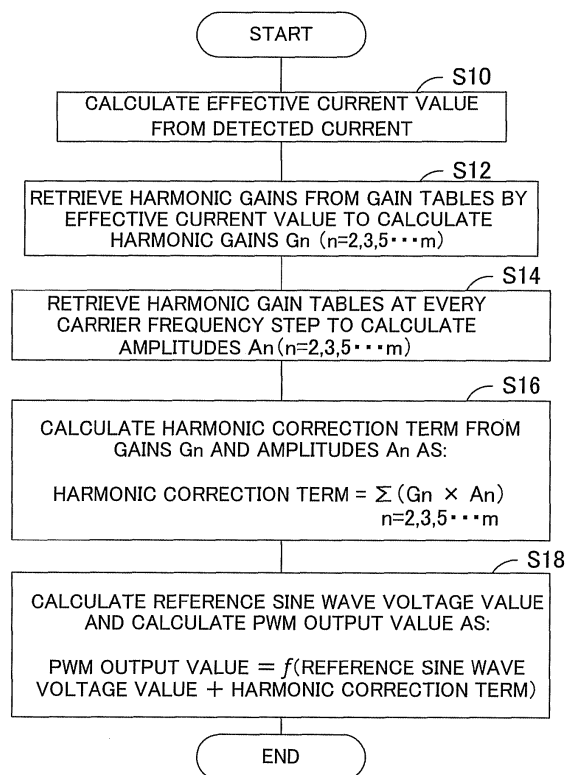 START
S10
CALCULATE EFFECTIVE CURRENT VALUE
FROM DETECTED CURRENT
S12
RETRIEVE HARMONIC GAINS FROM GAIN TABLES BY
EFFECTIVE CURRENT VALUE TO CALCULATE
HARMONIC GAINS Gn (n=2,3,5･･･m)
S14
RETRIEVE HARMONIC GAIN TABLES AT EVERY
CARRIER FREQUENCY STEP TO CALCULATE
AMPLITUDES An(n=2,3,5･･･m)
S16
CALCULATE HARMONIC CORRECTION TERM FROM
GAINS Gn AND AMPLITUDES An AS:
HARMONIC CORRECTION TERM = Σ(Gn × An)
n=2,3,5･･･m
S18
CALCULATE REFERENCE SINE WAVE VOLTAGE VALUE
AND CALCULATE PWM OUTPUT VALUE AS:
PWM OUTPUT VALUE = f(REFERENCE SINE WAVE
VOLTAGE VALUE + HARMONIC CORRECTION TERM)
END